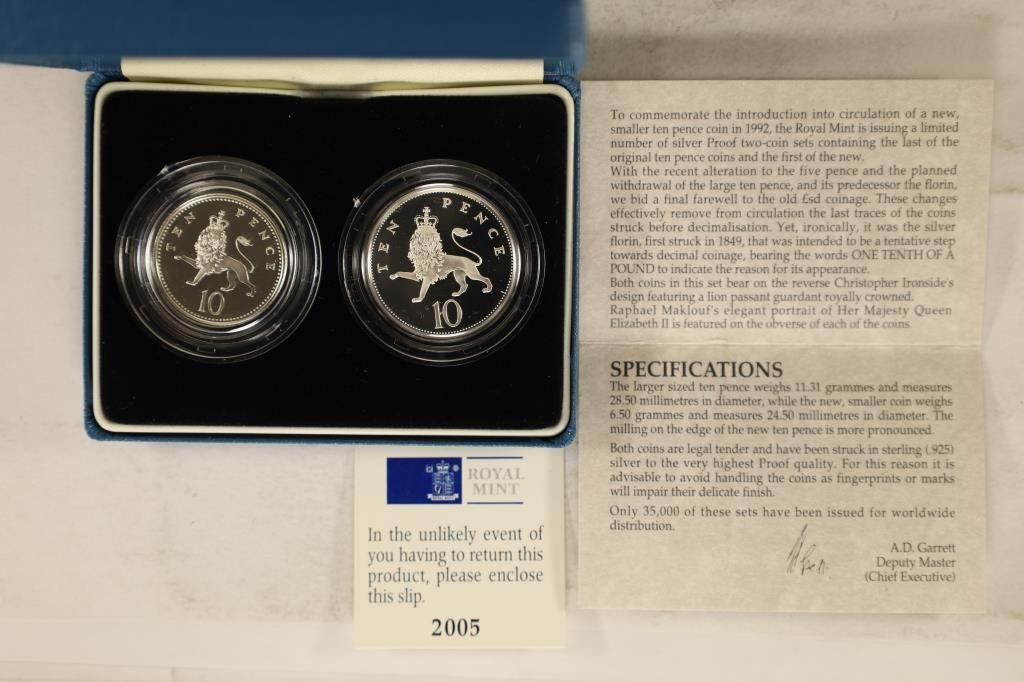 TEN PENCE
10
TEN PENCE
10
To commemorate the introduction into circulation of a new,
smaller ten pence coin in 1992, the Royal Mint is issuing a limited
number of silver Proof two-coin sets containing the last of the
original ten pence coins and the first of the new.
With the recent alteration to the five pence and the planned
withdrawal of the large ten pence, and its predecessor the florin,
we bid a final farewell to the old £sd coinage. These changes
effectively remove from circulation the last traces of the coins
struck before decimalisation. Yet, ironically, it was the silver
florin, first struck in 1849, that was intended to be a tentative step
towards decimal coinage, bearing the words ONE TENTH OF A
POUND to indicate the reason for its appearance.
Both coins in this set bear on the reverse Christopher Ironside's
design featuring a lion passant guardant royally crowned.
Raphael Maklouf's elegant portrait of Her Majesty Queen
Elizabeth II is featured on the obverse of each of the coins.
SPECIFICATIONS
The larger sized ten pence weighs 11.31 grammes and measures
28.50 millimetres in diameter, while the new, smaller coin weighs
6.50 grammes and measures 24.50 millimetres in diameter. The
milling on the edge of the new ten pence is more pronounced.
Both coins are legal tender and have been struck in sterling (.925)
silver to the very highest Proof quality. For this reason it is
advisable to avoid handling the coins as fingerprints or marks
will impair their delicate finish.
Only 35,000 of these sets have been issued for worldwide
distribution.
A.D. Garrett
Deputy Master
(Chief Executive)
ROYAL
MINT
In the unlikely event of
you having to return this
product, please enclose
this slip.
2005